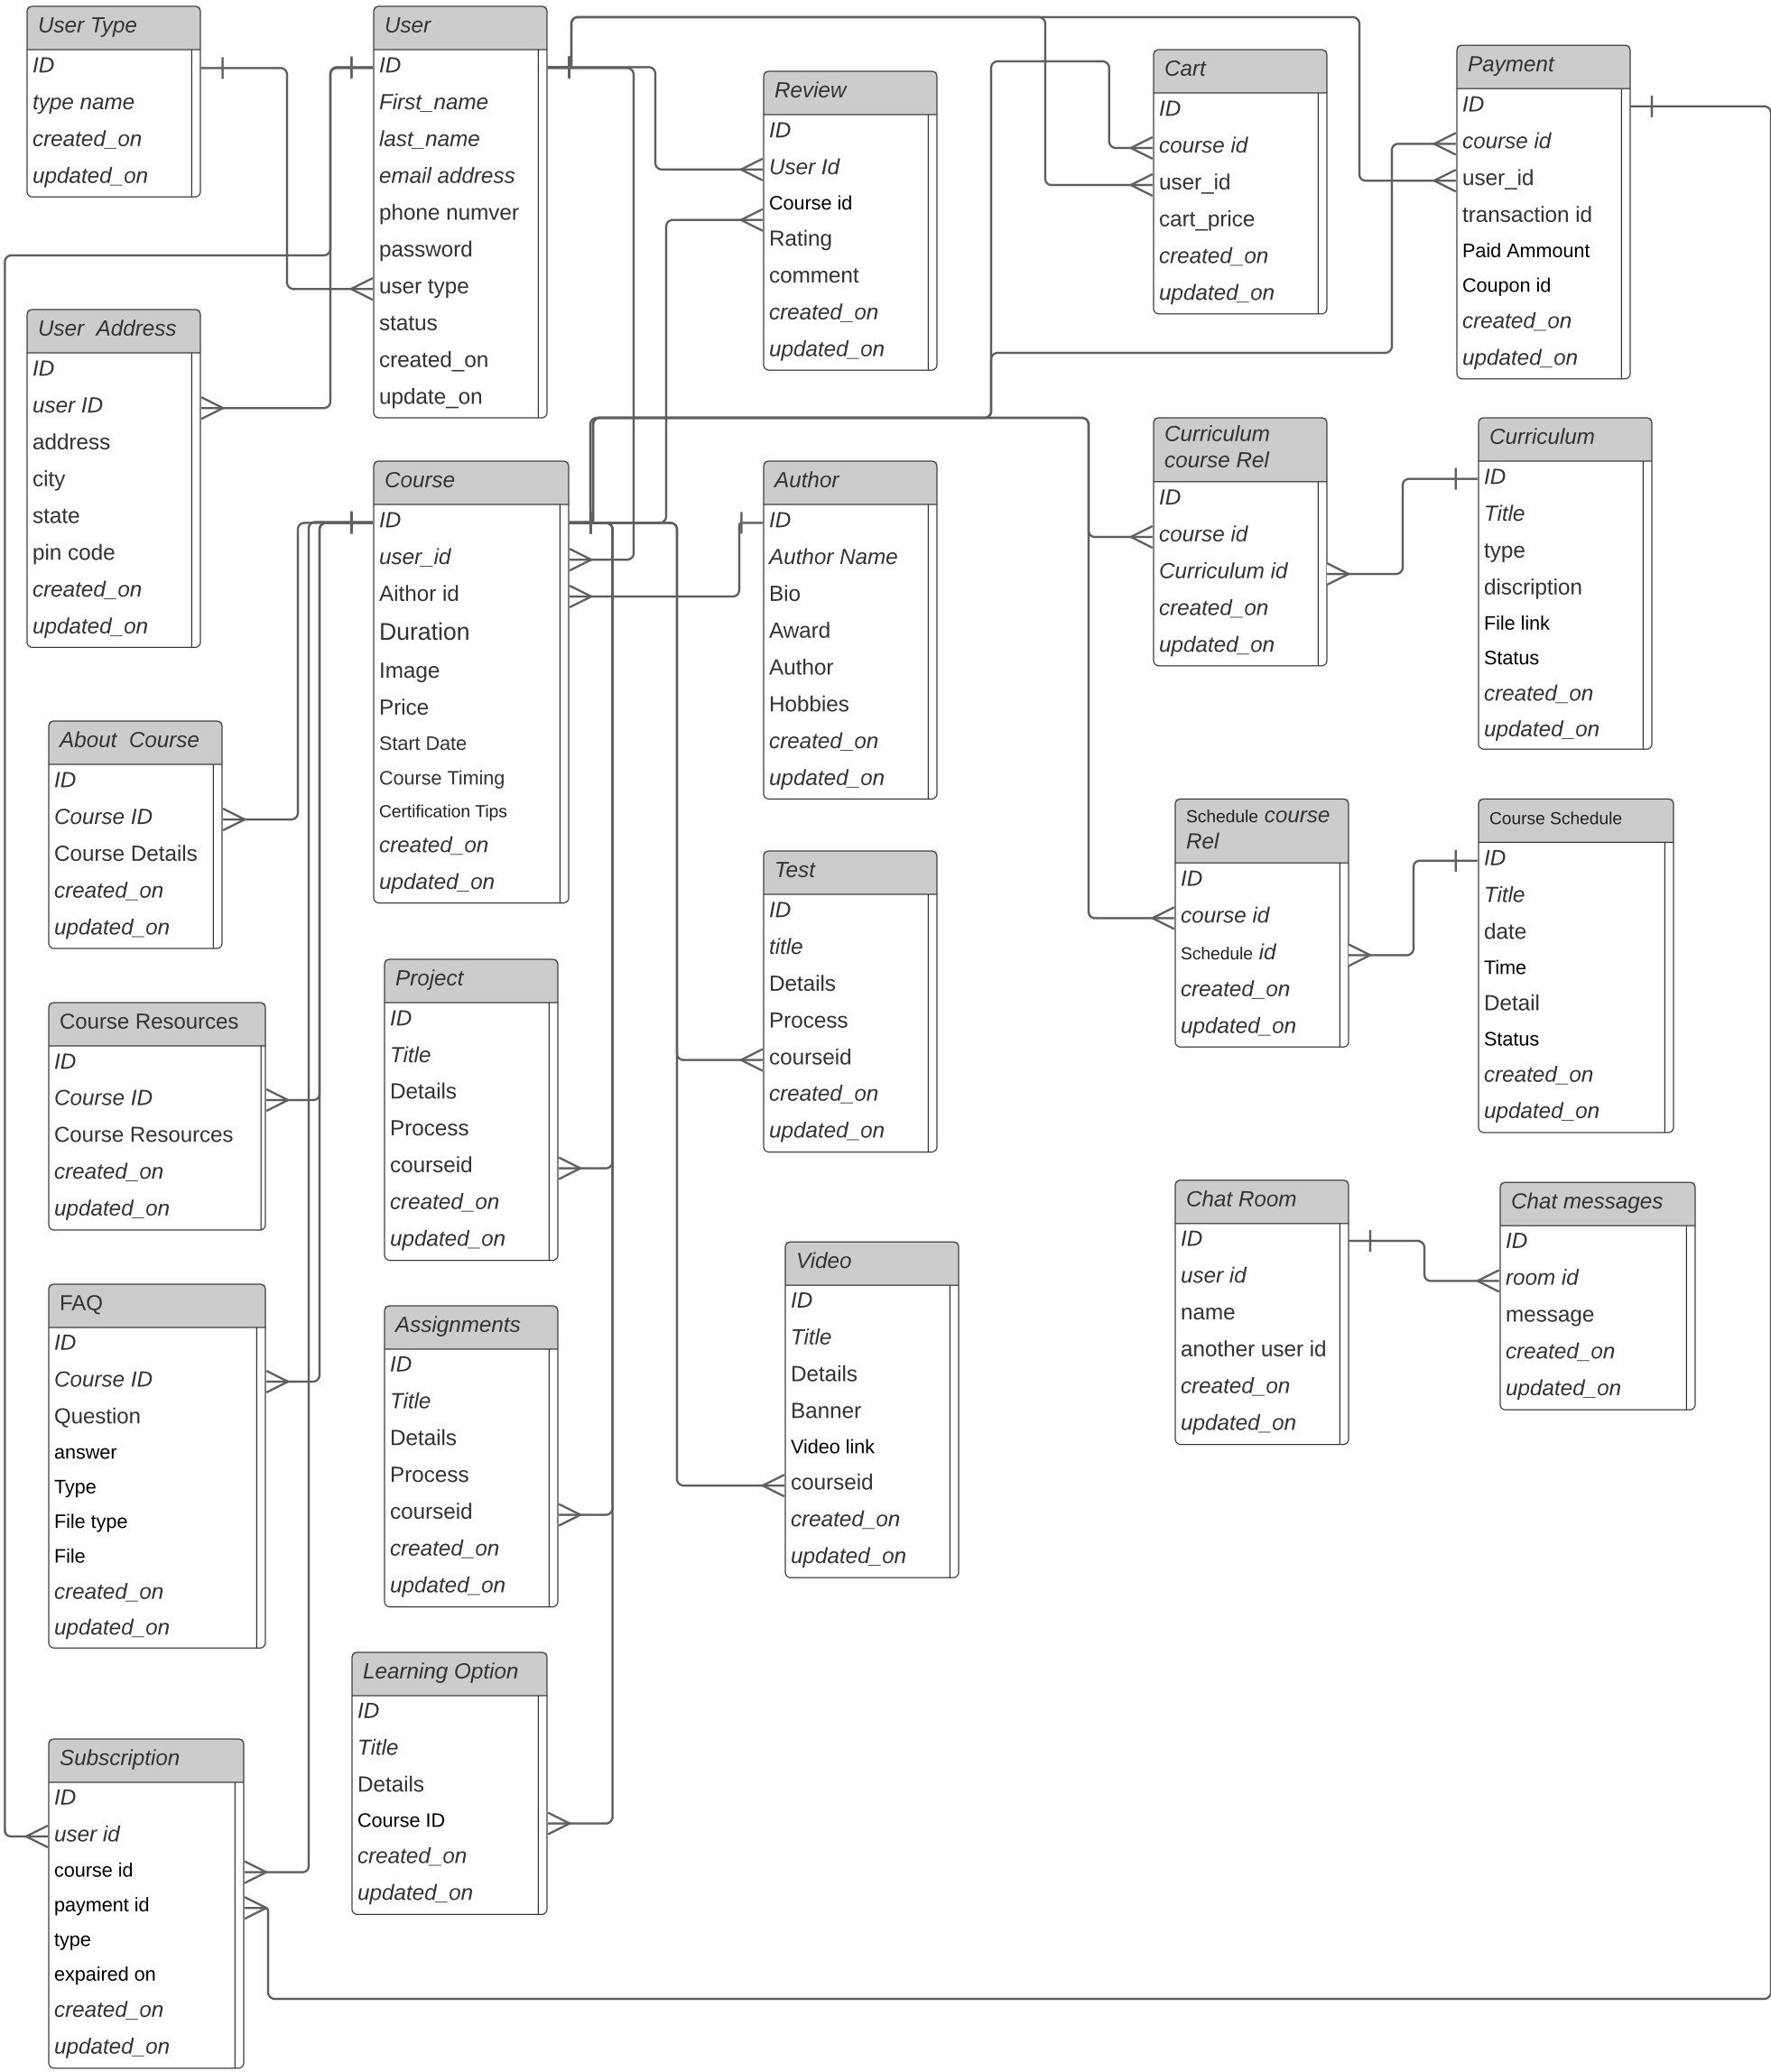 User Type
ID
type name
created_on
updated_on
User
ID
First_name
last_name
email address
phone numver
password
user type
status
created_on
update_on
Review
ID
User Id
Course id
Rating
comment
created_on
updated_on
Cart
ID
course id
user_id
cart_price
created_on
updated_on
Payment
ID
course id
user_id
transaction id
Paid Ammount
Coupon id
created_on
updated_on
User Address
ID
user ID
address
city
state
pin code
created_on
updated_on
Course
ID
user_id
Aithor id
Duration
Image
Price
Start Date
Course Timing
Certification Tips
created_on
updated_on
Author
ID
Author Name
Bio
Award
Author
Hobbies
created_on
updated_on
Curriculum
course Rel
ID
course id
Curriculum id
created_on
updated_on
Curriculum
ID
Title
type
discription
File link
Status
created_on
updated_on
About Course
ID
Course ID
Course Details
created_on
updated_on
Test
ID
title
Details
Process
courseid
created_on
updated_on
Schedule course
Rel
ID
course id
Schedule id
created_on
updated_on
Course Schedule
ID
Title
date
Time
Detail
Status
created_on
updated_on
Course Resources
ID
Course ID
Course Resources
created_on
updated_on
Project
ID
Title
Details
Process
courseid
created_on
updated_on
Video
ID
Title
Details
Banner
Video link
courseid
created_on
updated_on
Chat Room
ID
user id
name
another user id
created_on
updated_on
Chat messages
ID
room id
message
created_on
updated_on
FAQ
ID
Course ID
Question
answer
Type
File type
File
created_on
updated_on
Assignments
ID
Title
Details
Process
courseid
created_on
updated_on
Learning Option
ID
Title
Details
Course ID
created_on
updated_on
Subscription
ID
user id
course id
payment id
type
expaired on
created_on
updated_on